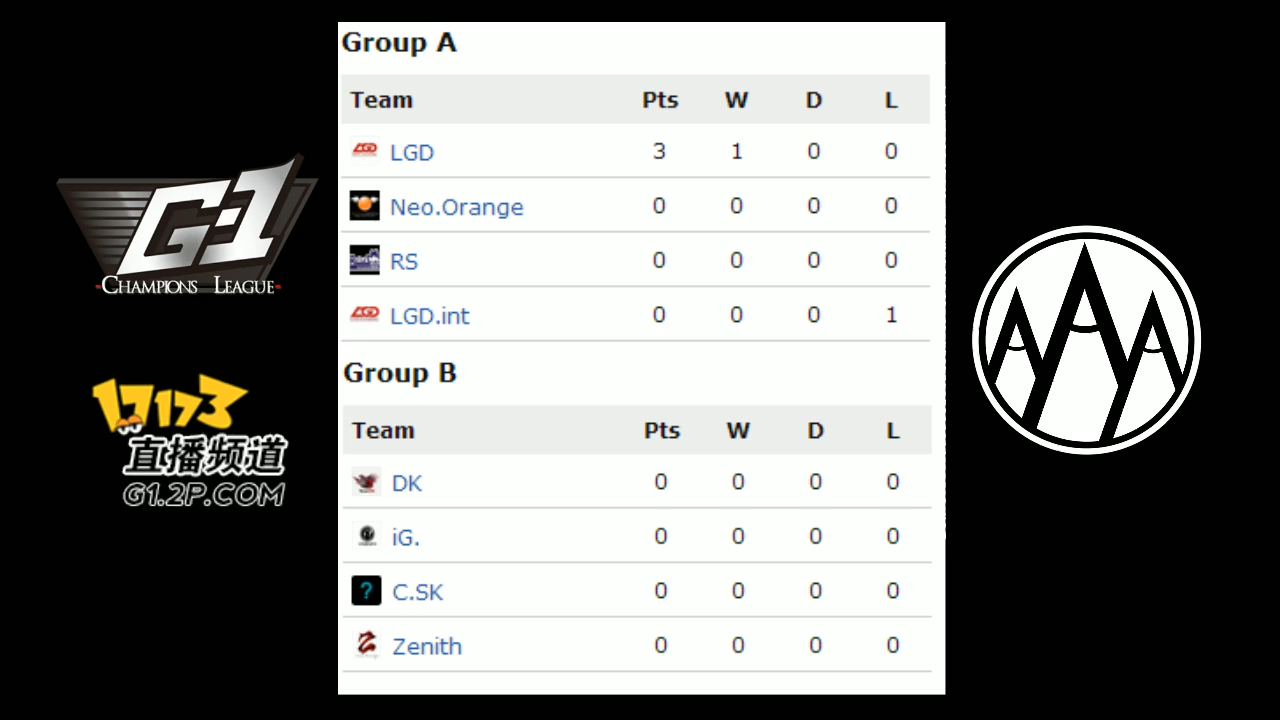 Group A
Team Pts W D L
LGD 3 1 0 0
Neo.Orange 0 0 0 0
RS 0 0 0 0
LGD.int 0 0 0 1
Group B
Team Pts W D L
DK 0 0 0 0
iG. 0 0 0 0
C.SK 0 0 0 0
Zenith 0 0 0 0
G-1
CHAMPIONS LEAGUE
17173
直播频道
G1.2P.COM